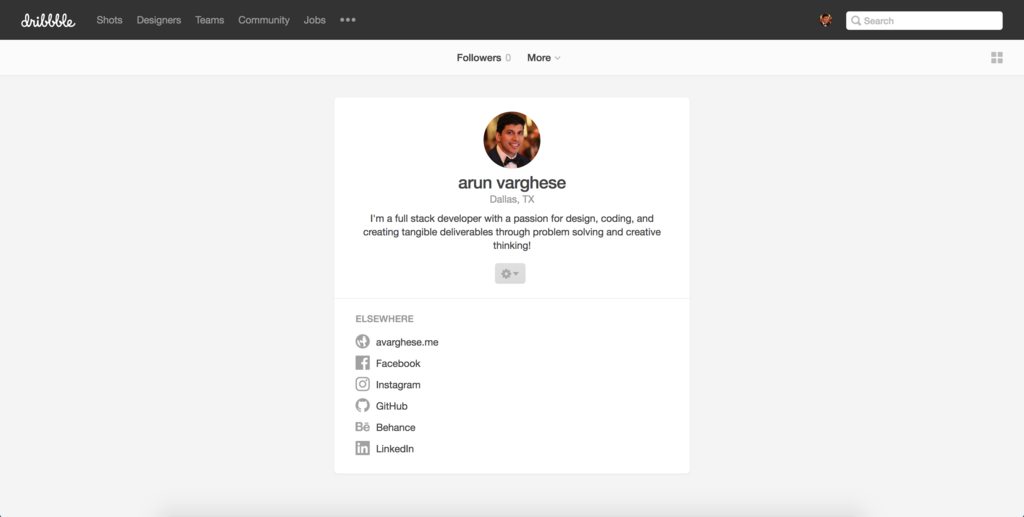 dribbble Shots Designers Teams Community Jobs ••• Search
Followers 0 More
arun varghese
Dallas, TX
I'm a full stack developer with a passion for design, coding, and
creating tangible deliverables through problem solving and creative
thinking!
ELSEWHERE
avarghese.me
Facebook
Instagram
GitHub
Bē Behance
in LinkedIn